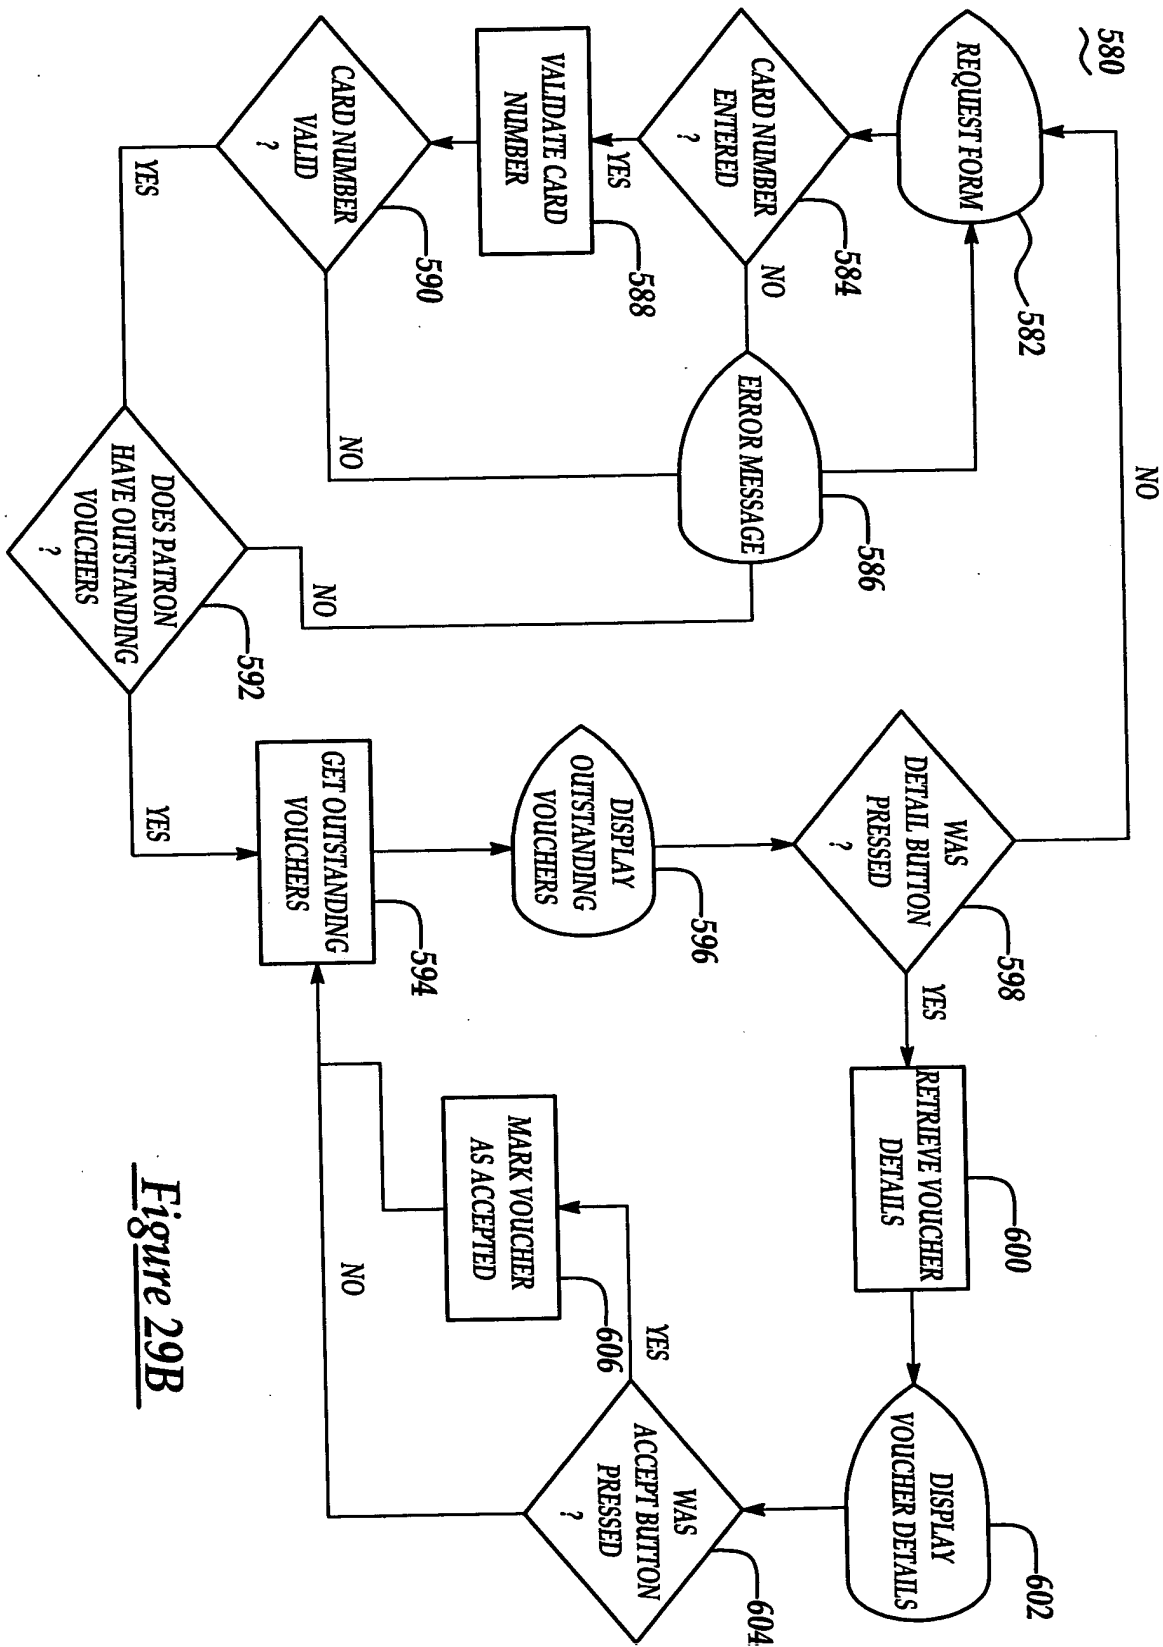 580
REQUEST FORM
582
CARD NUMBER
ENTERED
?
584
NO
YES
VALIDATE CARD
NUMBER
588
CARD NUMBER
VALID
?
590
NO
YES
ERROR MESSAGE
586
DOES PATRON
HAVE OUTSTANDING
VOUCHERS
?
592
NO
YES
GET OUTSTANDING
VOUCHERS
594
DISPLAY
OUTSTANDING
VOUCHERS
596
WAS
DETAIL BUTTON
PRESSED
?
598
NO
YES
RETRIEVE VOUCHER
DETAILS
600
DISPLAY
VOUCHER DETAILS
602
WAS
ACCEPT BUTTON
PRESSED
?
604
YES
NO
MARK VOUCHER
AS ACCEPTED
606
Figure 29B